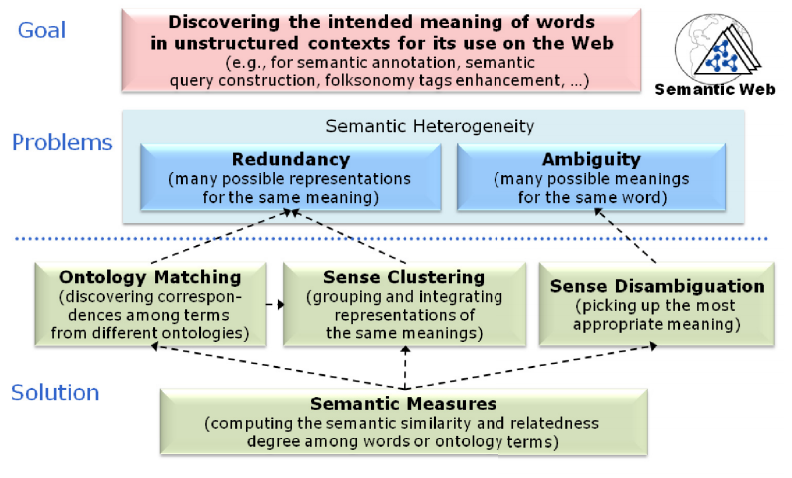 Goal
Discovering the intended meaning of words
in unstructured contexts for its use on the Web
(e.g., for semantic annotation, semantic
query construction, folksonomy tags enhancement, ...)
Semantic Web
Problems
Semantic Heterogeneity
Redundancy
(many possible representations
for the same meaning)
Ambiguity
(many possible meanings
for the same word)
Ontology Matching
(discovering correspon-
dences among terms
from different ontologies)
Sense Clustering
(grouping and integrating
representations of
the same meanings)
Sense Disambiguation
(picking up the most
appropriate meaning)
Solution
Semantic Measures
(computing the semantic similarity and relatedness
degree among words or ontology terms)